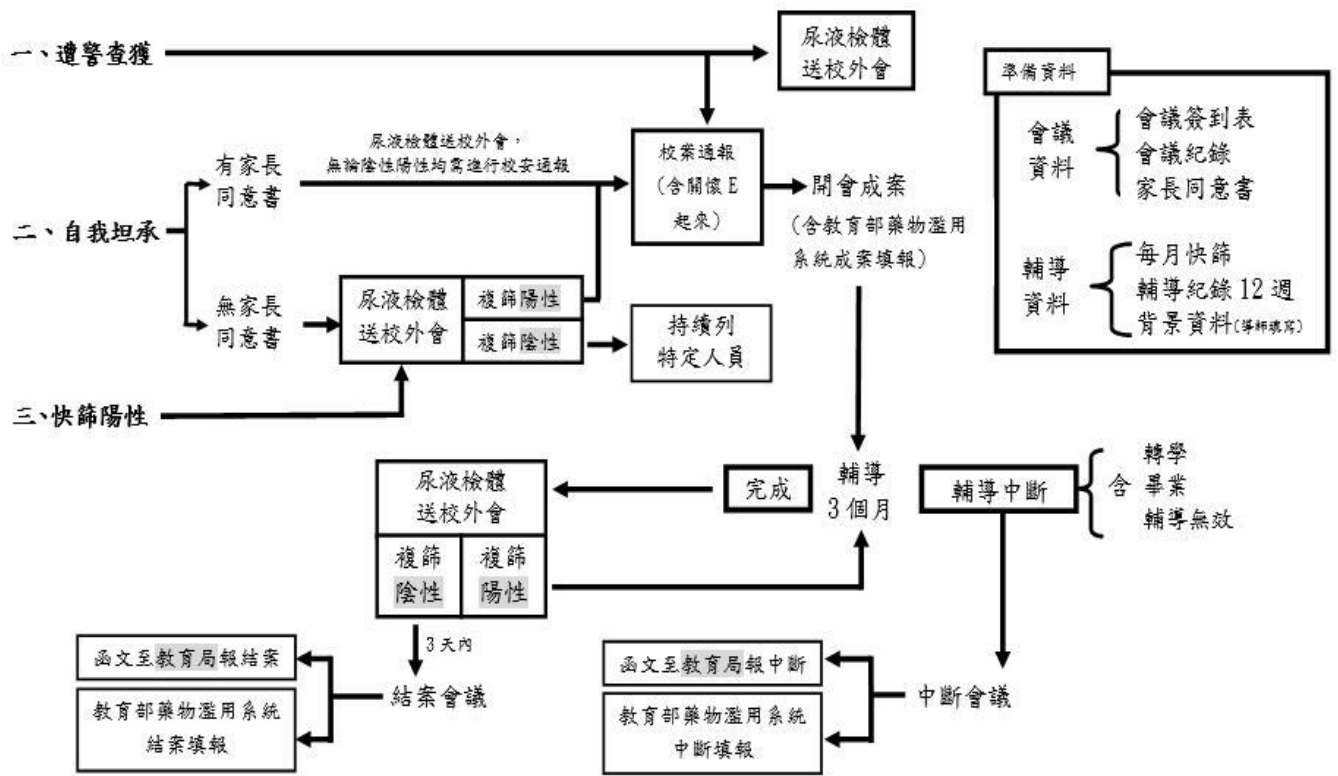 一、遭警查獲
尿液檢體
送校外會
準備資料
會議
資料
會議簽到表
會議紀錄
家長同意書
輔導
資料
每月快篩
輔導紀錄12週
背景資料(導師填寫)
二、自我坦承
有家長
同意書
尿液檢體送校外會，
無論陰性陽性均需進行校安通報
校案通報
(含關懷E
起來)
開會成案
(含教育部藥物濫用
系統成案填報)
無家長
同意書
尿液檢體
送校外會
複篩陽性
複篩陰性
持續列
特定人員
三、快篩陽性
尿液檢體
送校外會
複篩
陰性
複篩
陽性
完成
輔導
3個月
輔導中斷
含
轉學
畢業
輔導無效
3天內
結案會議
函文至教育局報結案
教育部藥物濫用系統
結案填報
中斷會議
函文至教育局報中斷
教育部藥物濫用系統
中斷填報